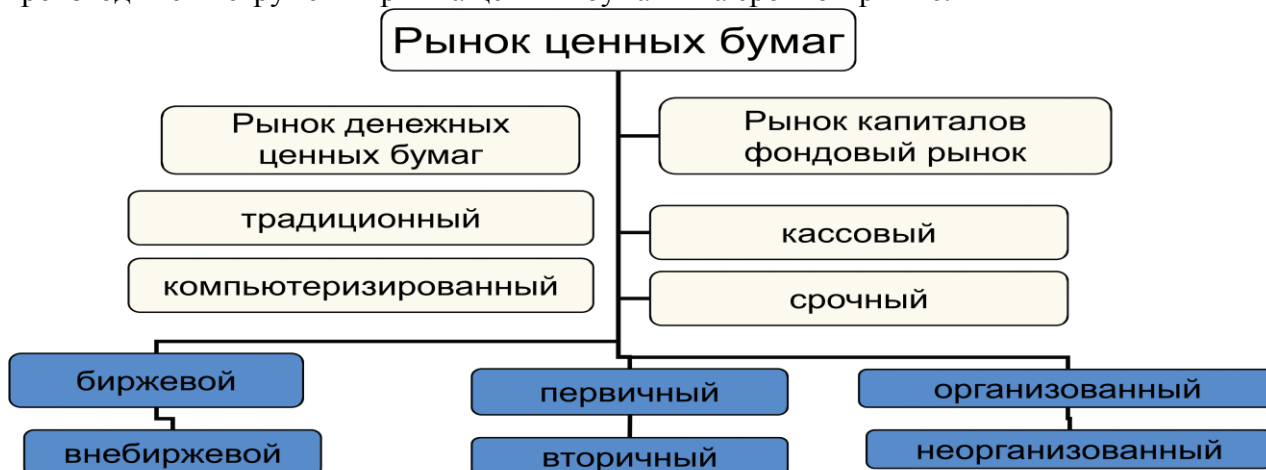 Рынок ценных бумаг
Рынок денежных
ценных бумаг
Рынок капиталов
фондовый рынок
традиционный
кассовый
компьютеризированный
срочный
биржевой
первичный
организованный
внебиржевой
вторичный
неорганизованный